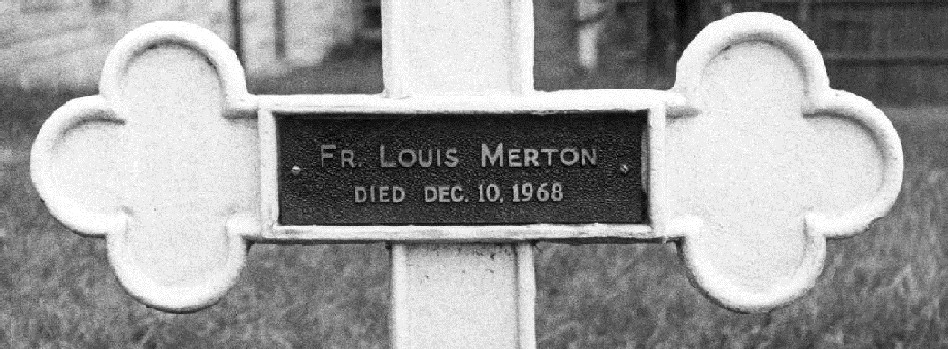 FR. LOUIS MERTON
DIED DEC. 10, 1968